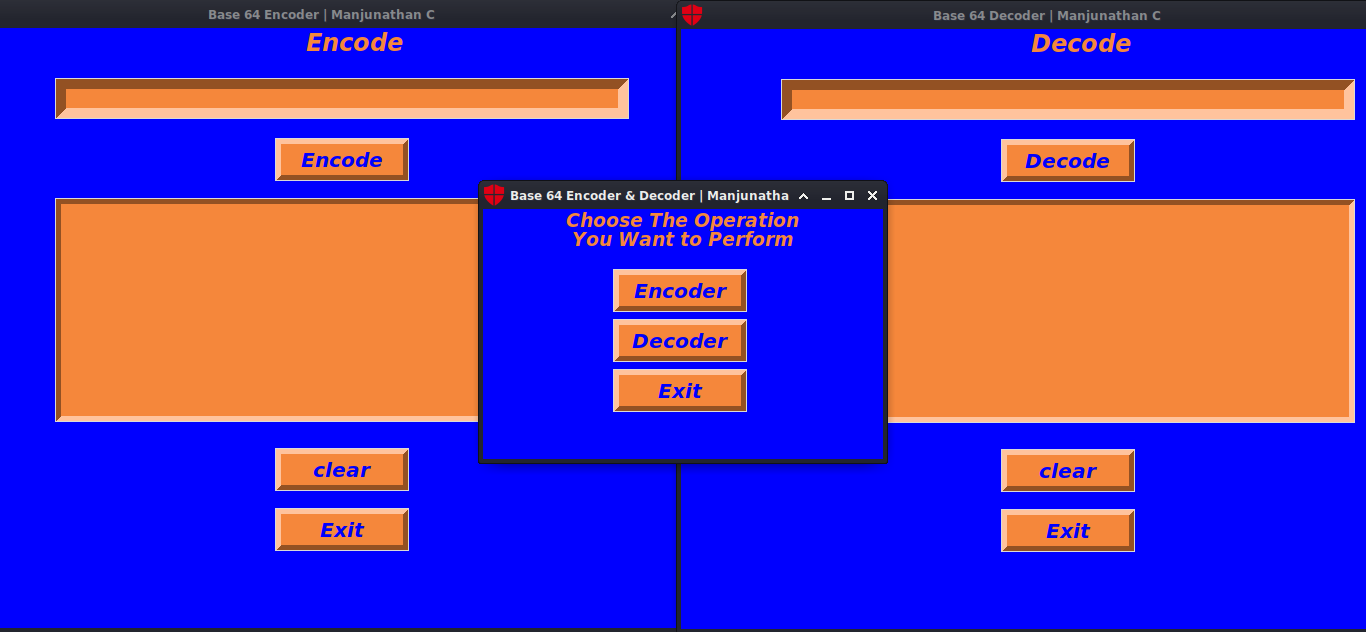 Base 64 Encoder | Manjunathan C
Encode
Encode
clear
Exit
Base 64 Decoder | Manjunathan C
Decode
Decode
clear
Exit
Base 64 Encoder & Decoder | Manjunatha
Choose The Operation
You Want to Perform
Encoder
Decoder
Exit